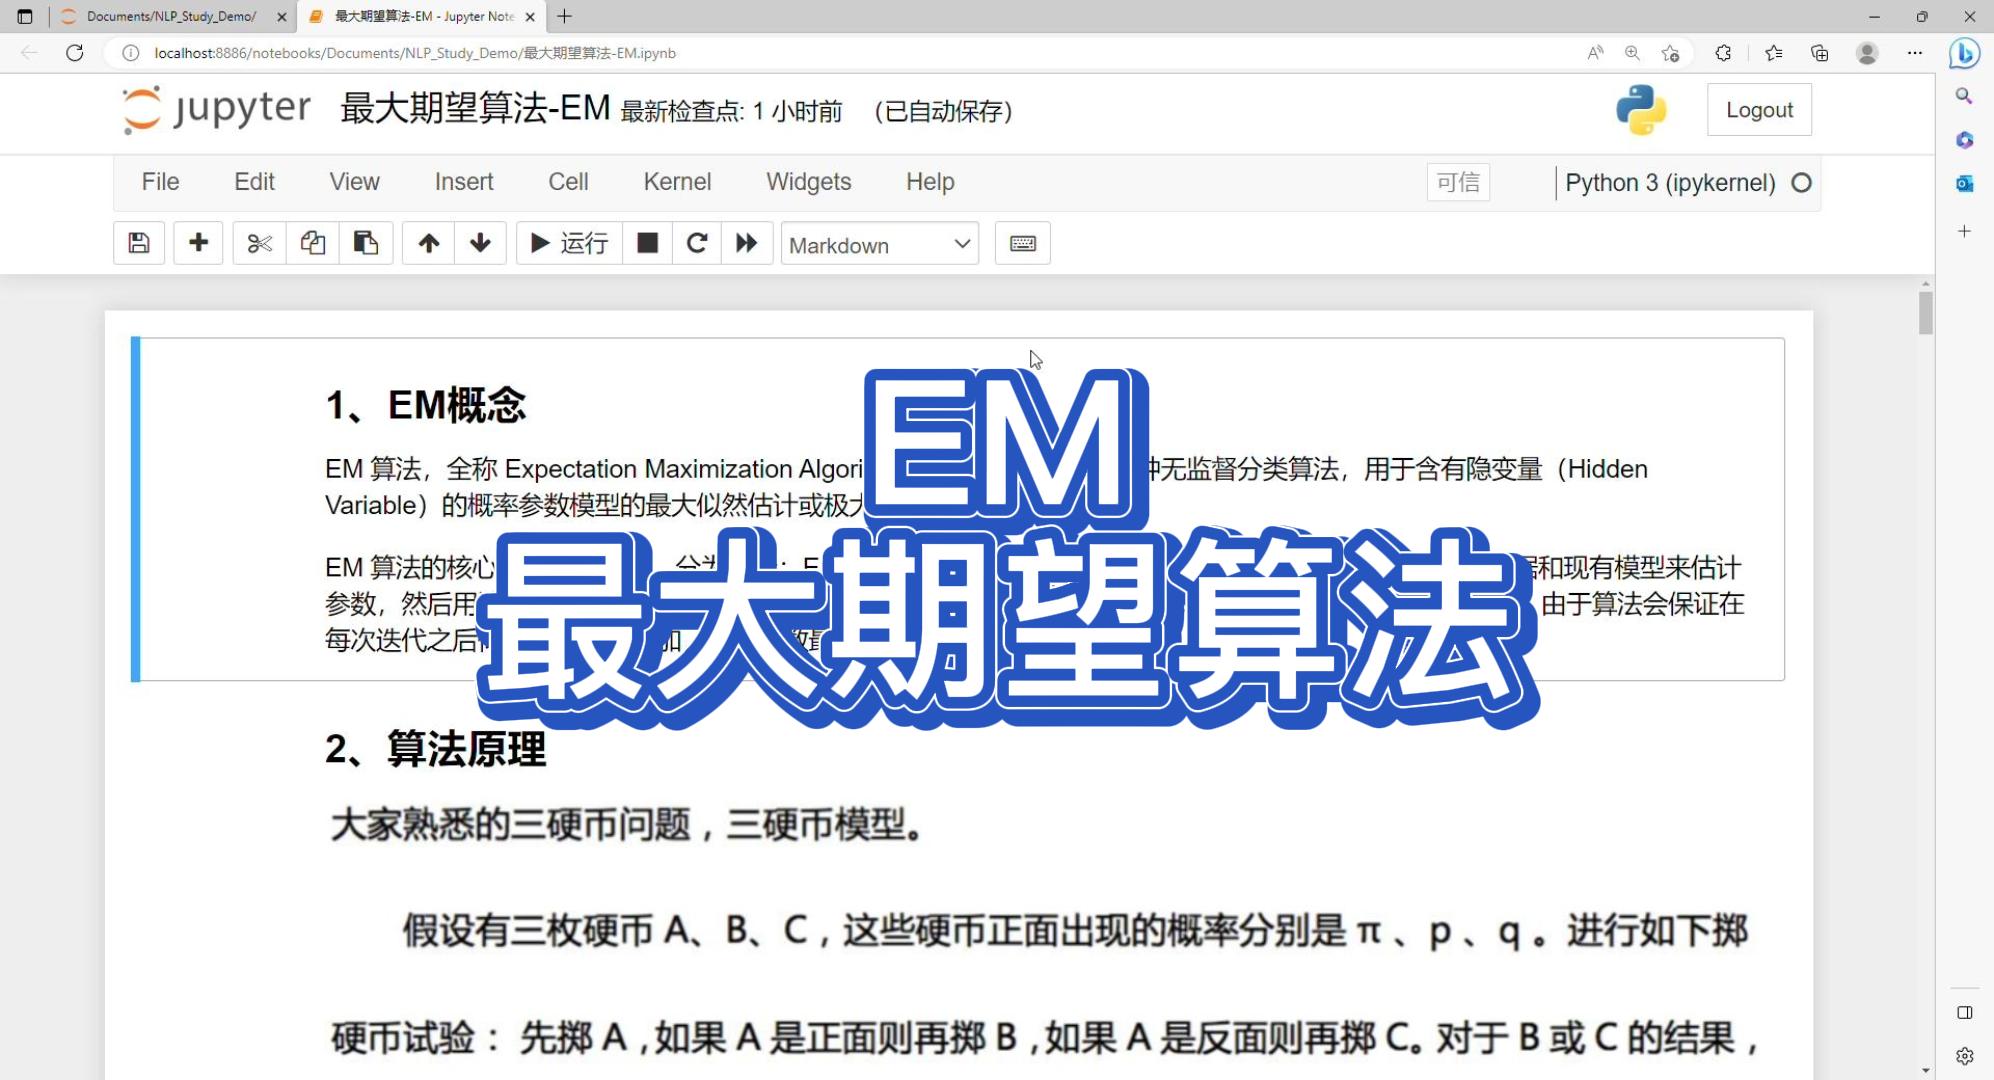 Documents/NLP_Study_Demo/
最大期望算法-EM - Jupyter Note
localhost:8886/notebooks/Documents/NLP_Study_Demo/最大期望算法-EM.ipynb
jupyter 最大期望算法-EM 最新检查点: 1 小时前 (已自动保存)
Logout
File Edit View Insert Cell Kernel Widgets Help 可信 Python 3 (ipykernel)
运行 Markdown
1、EM概念
EM
最大期望算法
EM 算法，全称 Expectation Maximization 无监督分类算法，用于含有隐变量（Hidden
Variable）的概率参数模型的最大似然估计或极
EM 算法的核心 和现有模型来估计
参数，然后用 由于算法会保证在
每次迭代之后
2、算法原理
大家熟悉的三硬币问题，三硬币模型。
假设有三枚硬币 A、B、C，这些硬币正面出现的概率分别是 π 、p 、q 。进行如下掷
硬币试验： 先掷 A ,如果 A 是正面则再掷 B ,如果 A 是反面则再掷 C。对于 B 或 C 的结果，